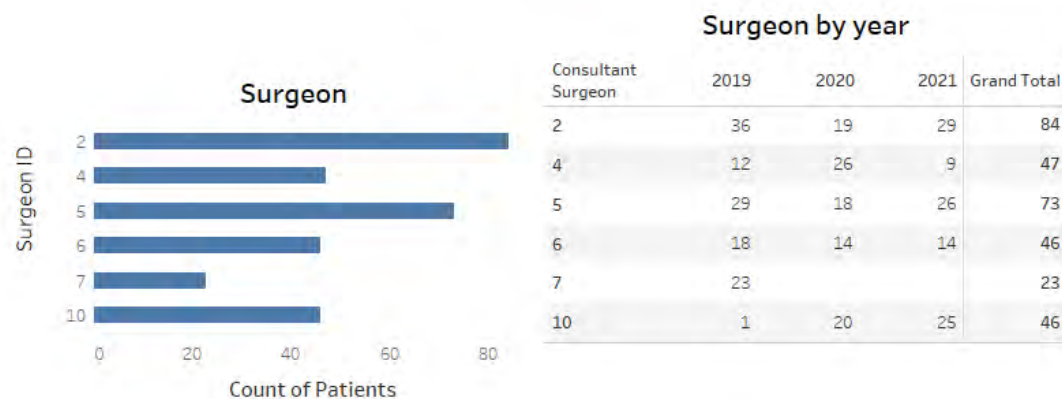 Surgeon
Surgeon ID
2
4
5
6
7
10
0 20 40 60 80
Count of Patients
Surgeon by year
Consultant
Surgeon 2019 2020 2021 Grand Total
2 36 19 29 84
4 12 26 9 47
5 29 18 26 73
6 18 14 14 46
7 23 23
10 1 20 25 46